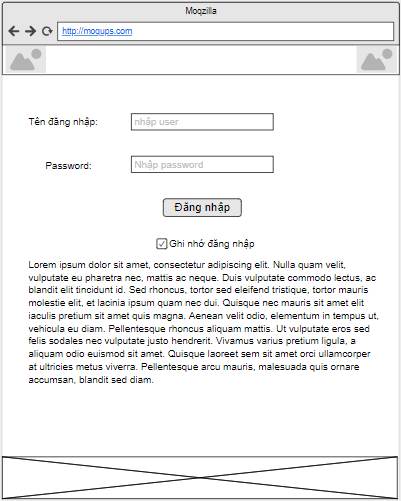 Moqzilla
http://moqups.com
Tên đăng nhập:
nhập user
Password:
Nhập password
Đăng nhập
Ghi nhớ đăng nhập
Lorem ipsum dolor sit amet, consectetur adipiscing elit. Nulla quam velit,
vulputate eu pharetra nec, mattis ac neque. Duis vulputate commodo lectus, ac
blandit elit tincidunt id. Sed rhoncus, tortor sed eleifend tristique, tortor mauris
molestie elit, et lacinia ipsum quam nec dui. Quisque nec mauris sit amet elit
iaculis pretium sit amet quis magna. Aenean velit odio, elementum in tempus ut,
vehicula eu diam. Pellentesque rhoncus aliquam mattis. Ut vulputate eros sed
felis sodales nec vulputate justo hendrerit. Vivamus varius pretium ligula, a
aliquam odio euismod sit amet. Quisque laoreet sem sit amet orci ullamcorper
at ultricies metus viverra. Pellentesque arcu mauris, malesuada quis ornare
accumsan, blandit sed diam.